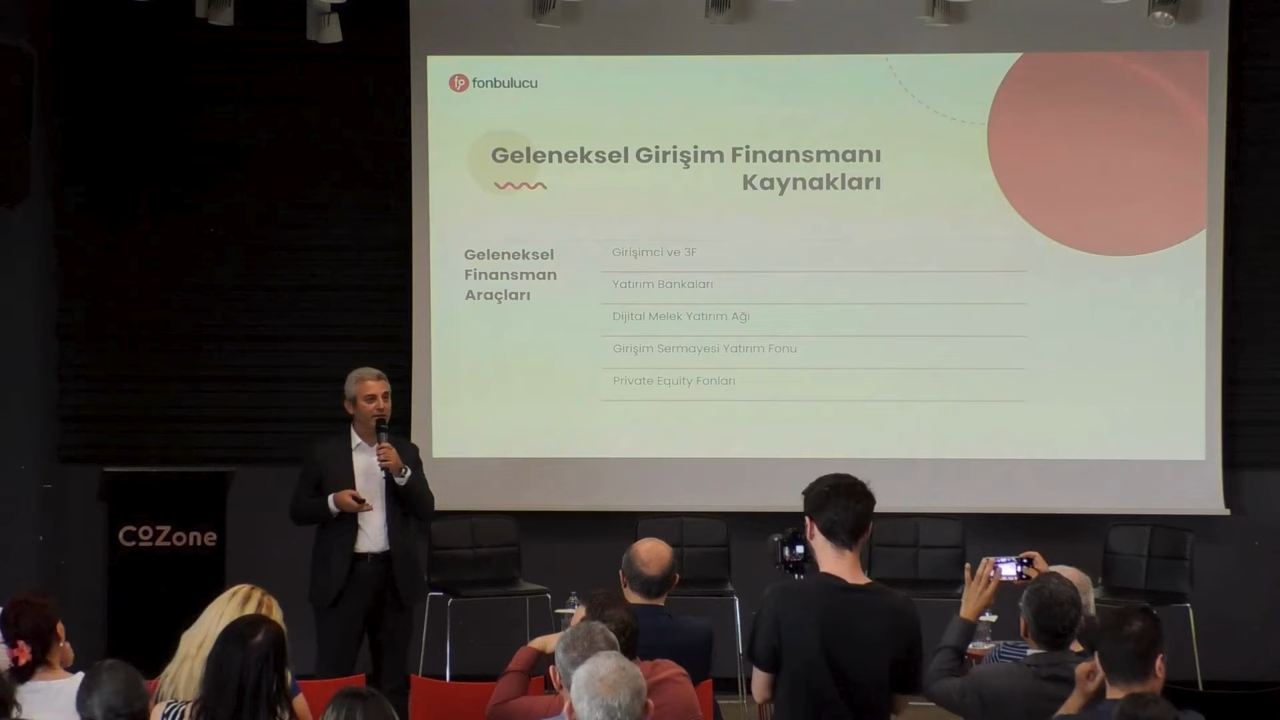 fp fonbulucu
Geleneksel Girişim Finansmanı
Kaynakları
Geleneksel
Finansman
Araçları
Girişimci ve 3F
Yatırım Bankaları
Dijital Melek Yatırım Ağı
Girişim Sermayesi Yatırım Fonu
Private Equity Fonları
CoZone